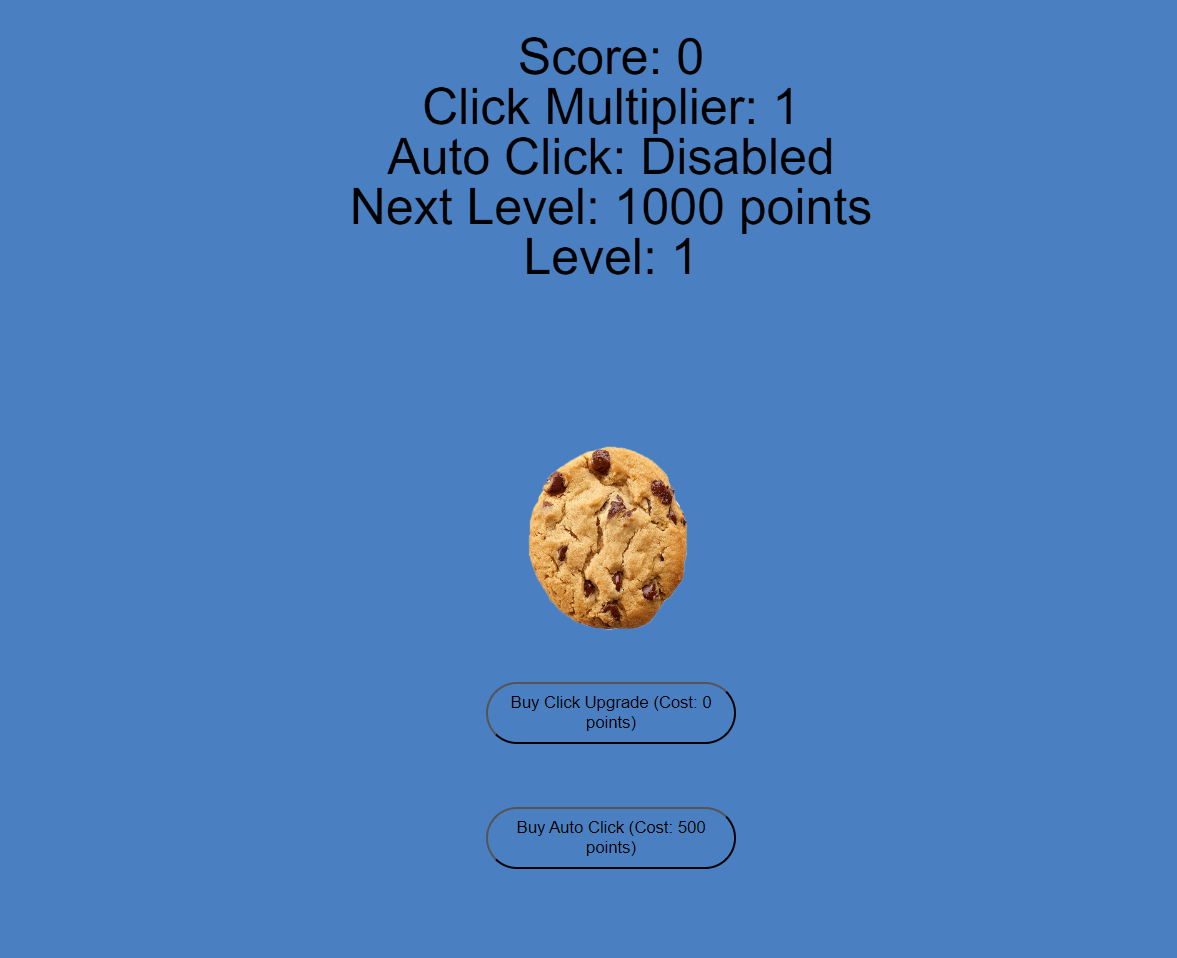 Score: 0
Click Multiplier: 1
Auto Click: Disabled
Next Level: 1000 points
Level: 1
Buy Click Upgrade (Cost: 0
points)
Buy Auto Click (Cost: 500
points)